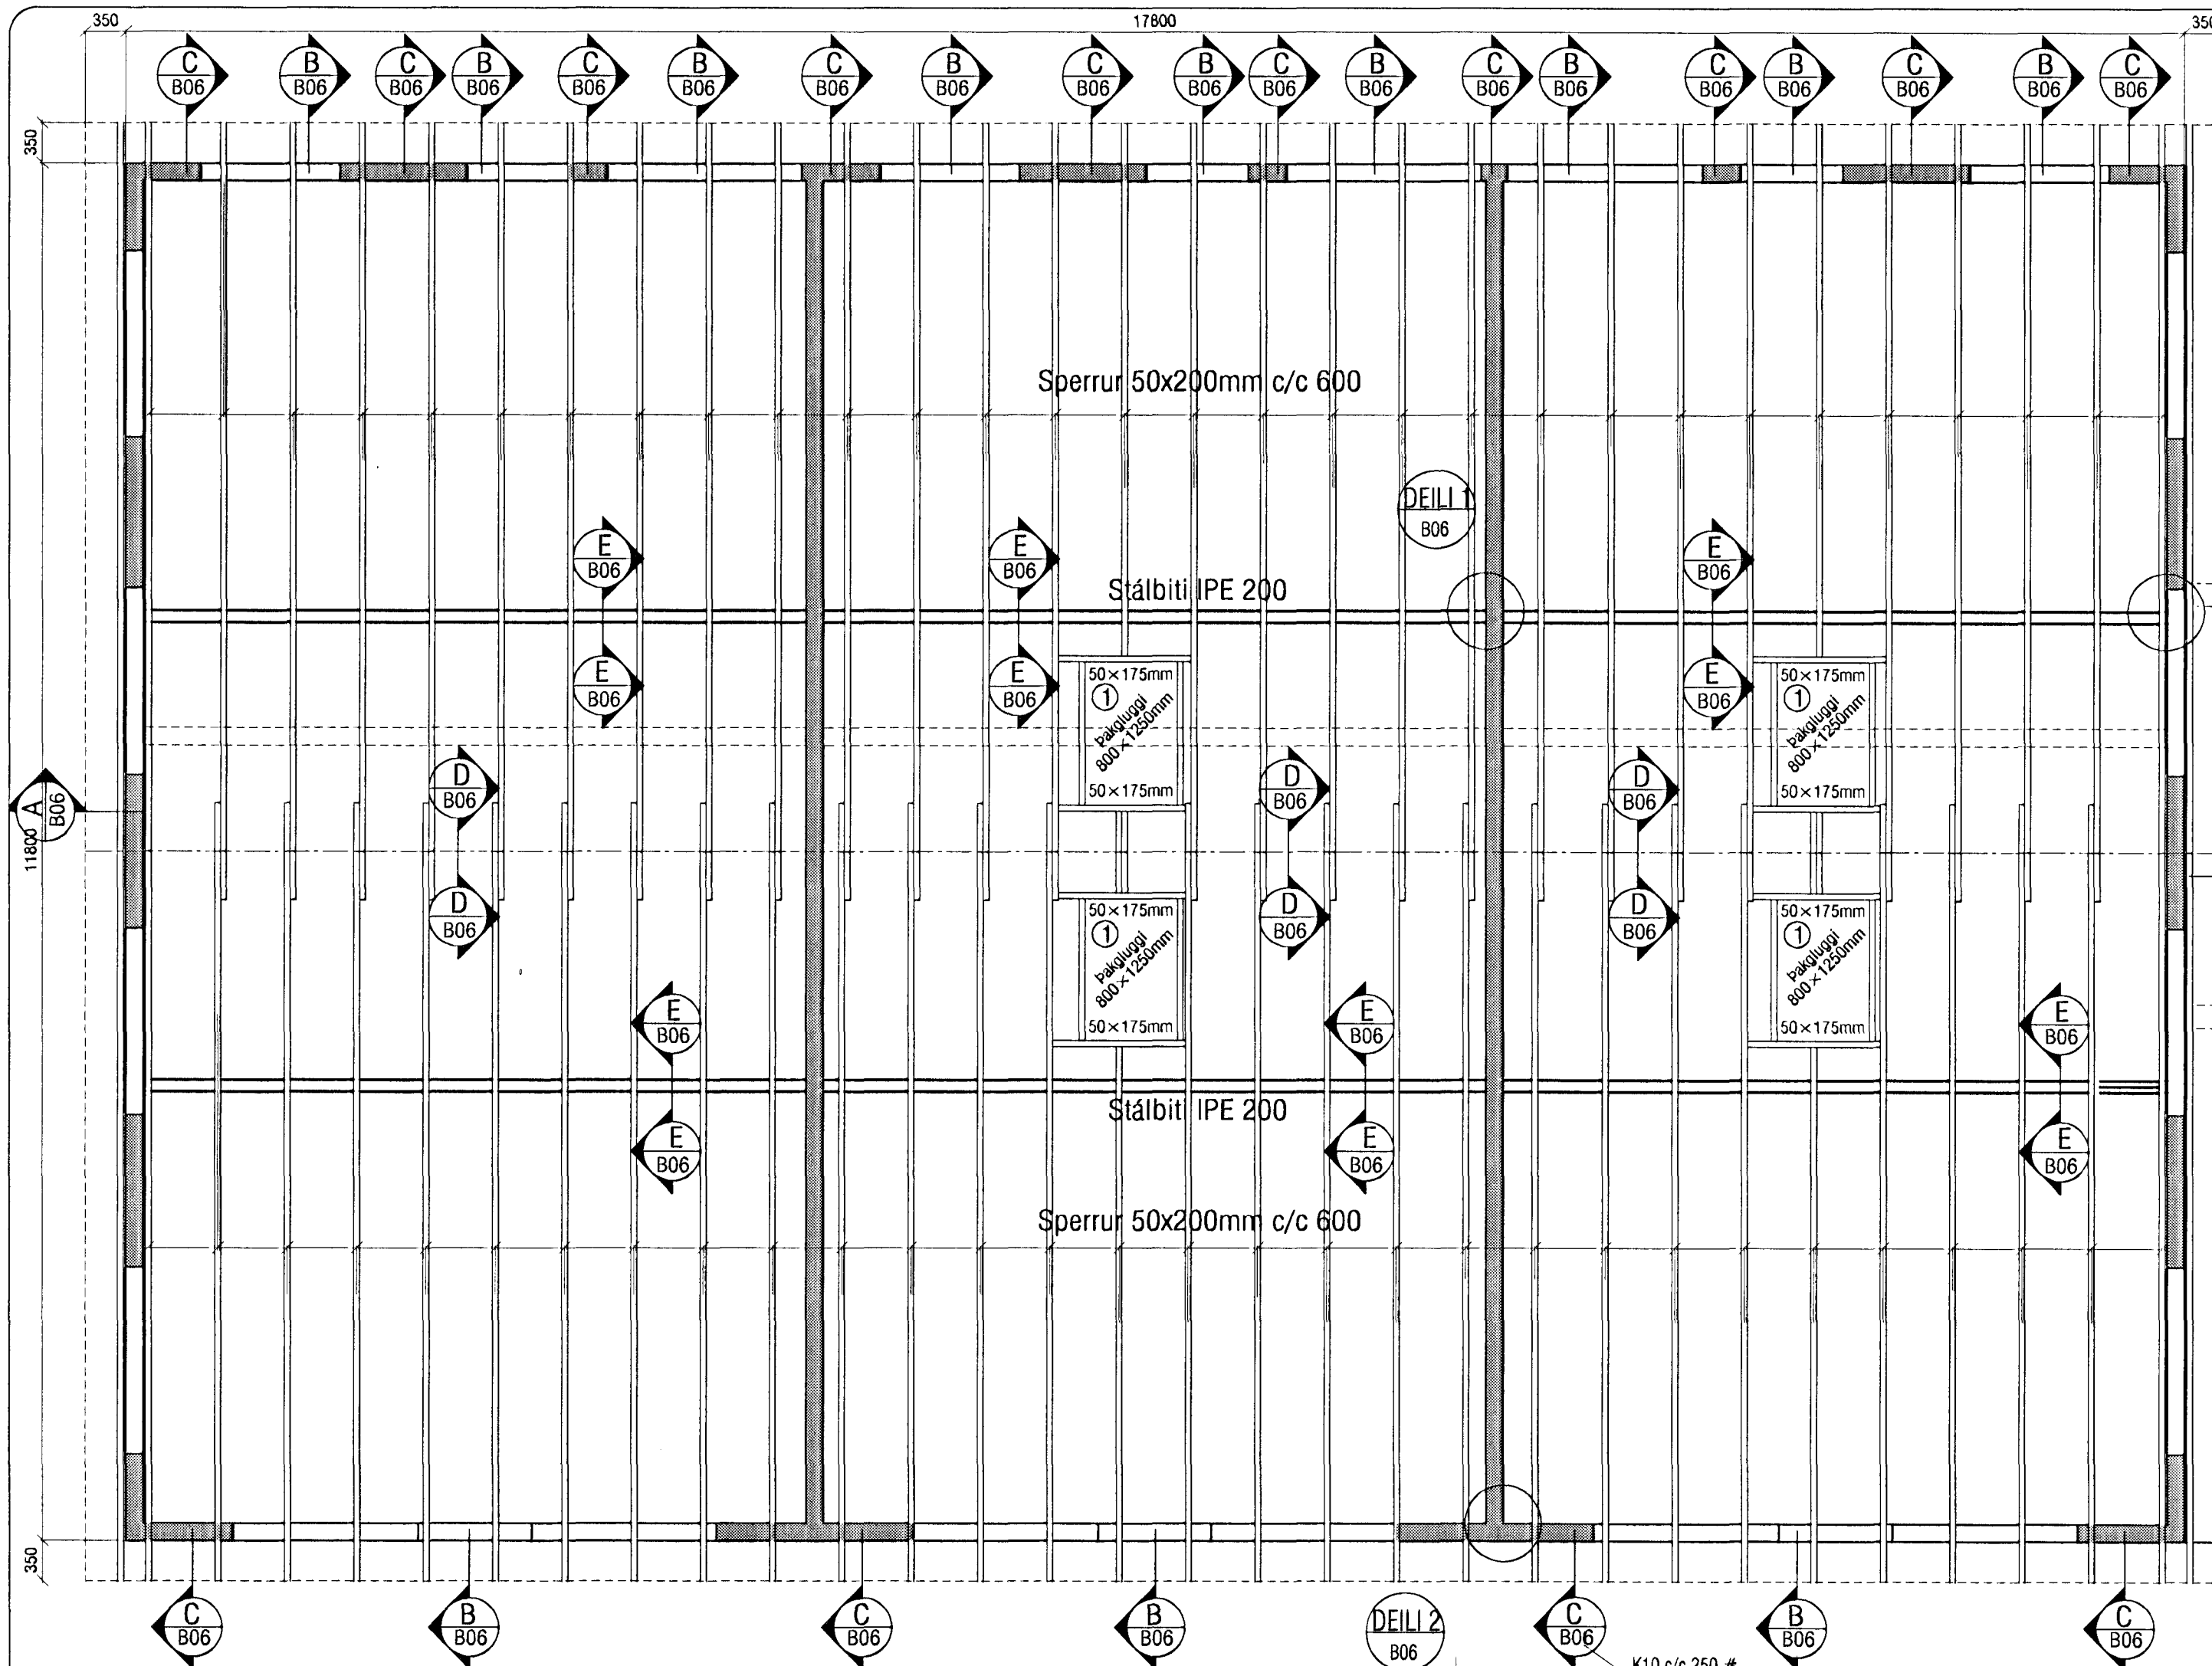 350 17800 350
C B C B C B C B C B C B C B C B C B C
B06 B06 B06 B06 B06 B06 B06 B06 B06 B06 B06 B06 B06 B06 B06 B06 B06 B06 B06
350
Sperrur 50x200mm c/c 600
DEILI 1
B06
E E E
B06 B06 B06
Stálbiti IPE 200
E E E
B06 B06 B06
50×175mm 50×175mm
1 1
Þakgluggi Þakgluggi
800×1250mm 800×1250mm
50×175mm 50×175mm
D D D
B06 B06 B06
A
B06
11800
D D D
B06 B06 B06
50×175mm 50×175mm
1 1
Þakgluggi Þakgluggi
800×1250mm 800×1250mm
50×175mm 50×175mm
E E E
B06 B06 B06
Stálbiti IPE 200
E E E
B06 B06 B06
Sperrur 50x200mm c/c 600
350
C B C B DEILI 2 C B C
B06 B06 B06 B06 B06 B06 B06 B06
K10 c/c 250 #